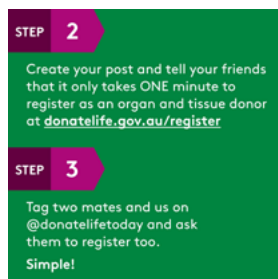 STEP 2
Create your post and tell your friends
that it only takes ONE minute to
register as an organ and tissue donor
at donatelife.gov.au/register
STEP 3
Tag two mates and us on
@donatelifetoday and ask
them to register too.
Simple!